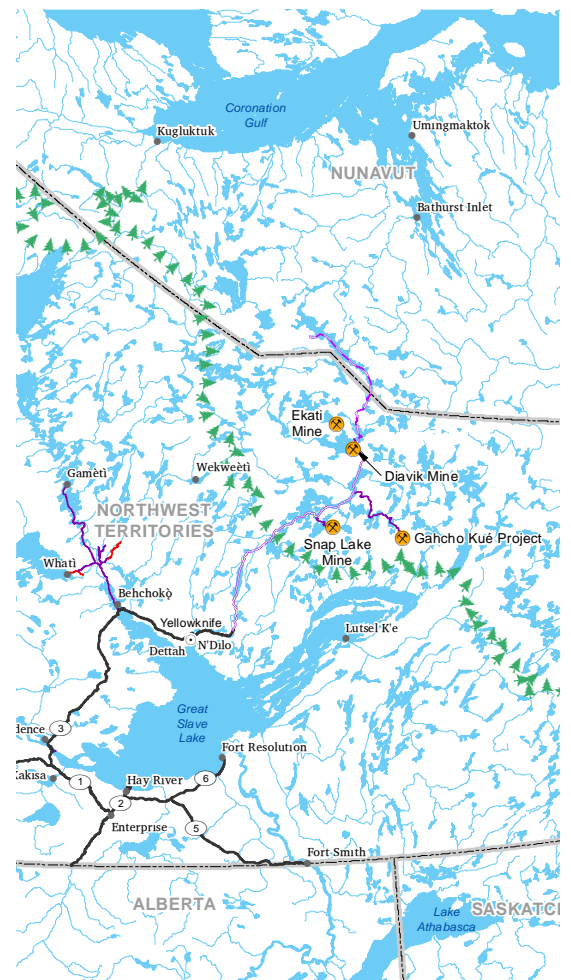 Coronation
Gulf
Kugluktuk
Umingmaktok
NUNAVUT
Bathurst Inlet
Ekati
Mine
Diavik Mine
Wekweètì
Gamètì
NORTHWEST
TERRITORIES
Snap Lake
Mine
Gahcho Kué Project
Whatì
Behchokò
Yellowknife
Dettah
N'Dilo
Lutsel K'e
Great
Slave
Lake
3
dence
Fort Resolution
Kakisa
1
Hay River
6
2
Enterprise
5
Fort Smith
ALBERTA
Lake
Athabasca
SASKATC